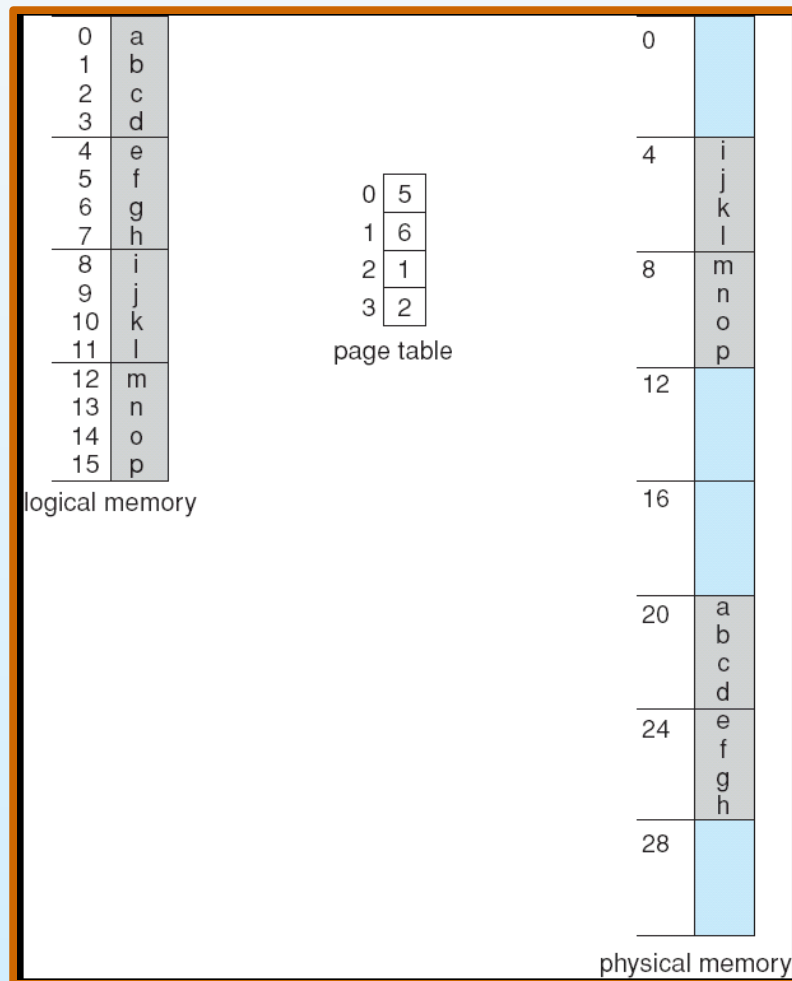 0 a
1 b
2 c
3 d
4 e
5 f
6 g
7 h
8 i
9 j
10 k
11 l
12 m
13 n
14 o
15 p
logical memory
0 5
1 6
2 1
3 2
page table
0
4 i
j
k
l
8 m
n
o
p
12
16
20 a
b
c
d
24 e
f
g
h
28
physical memory